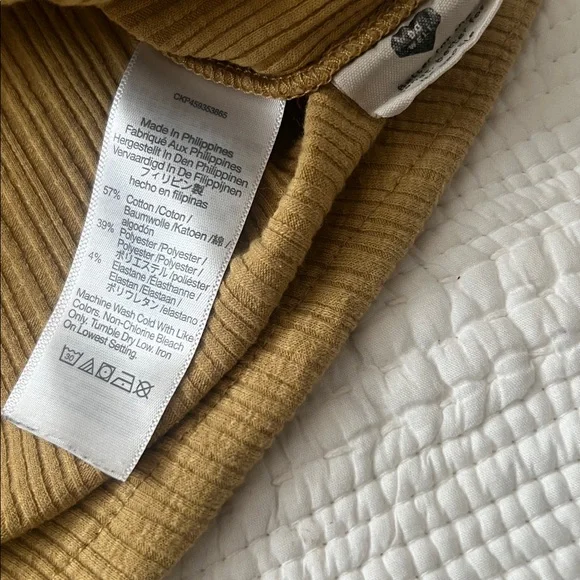 CKP459353865
Made In Philippines
Fabriqué Aux Philippines
Hergestellt In Den Philippinen
Vervaardigd In De Filippijnen
フィリピン製
hecho en filipinas
57% Cotton /Coton /
Baumwolle /Katoen /綿 /
algodón
39% Polyester /Polyester /
Polyester /Polyester /
ポリエステル /poliéster
4% Elastane /Élasthanne /
Elastan /Elastaan /
ポリウレタン /elastano
Machine Wash Cold With Like
Colors. Non-Chlorine Bleach
Only. Tumble Dry Low. Iron
On Lowest Setting.
30